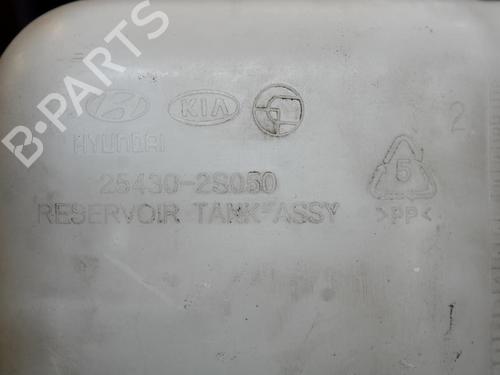 B-PARTS
HYUNDAI
KIA
2
25430-2S050
RESERVOIR TANK ASSY
5
>PP<